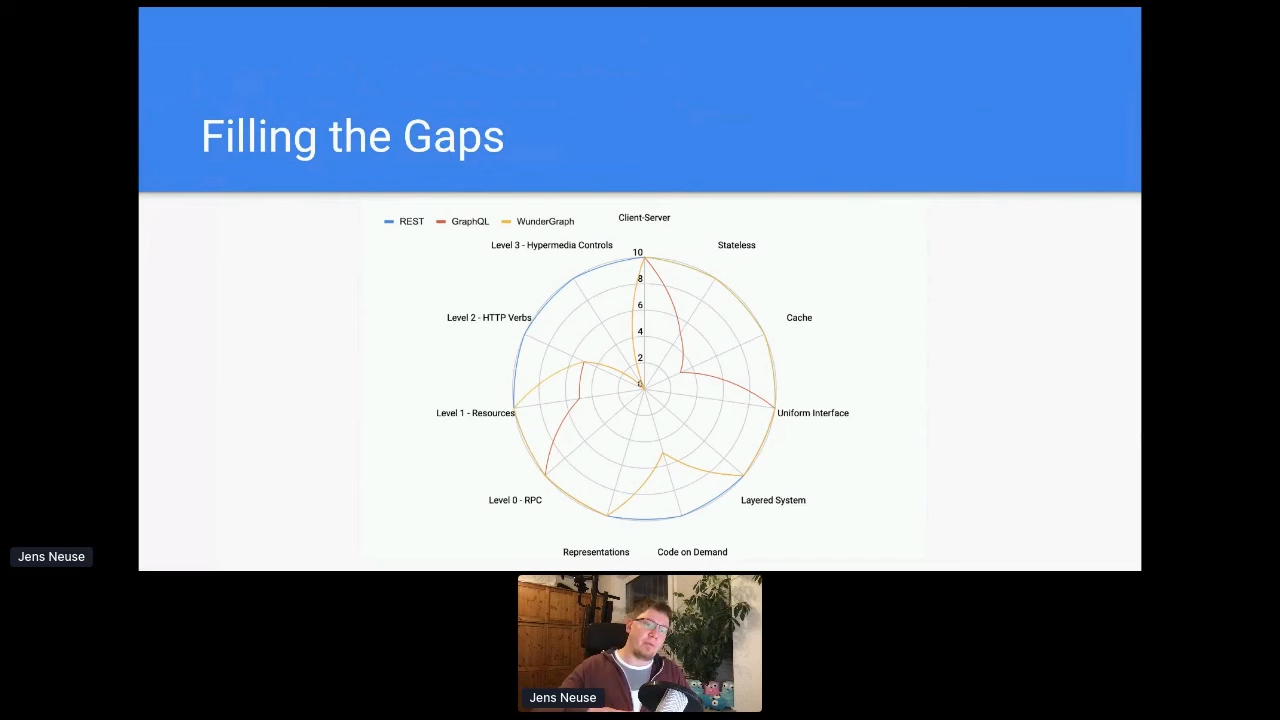 Filling the Gaps
REST GraphQL WunderGraph
Client-Server
Level 3 - Hypermedia Controls
Stateless
10
8
6
4
2
0
Level 2 - HTTP Verbs
Cache
Level 1 - Resources
Uniform Interface
Level 0 - RPC
Layered System
Representations
Code on Demand
Jens Neuse
Jens Neuse